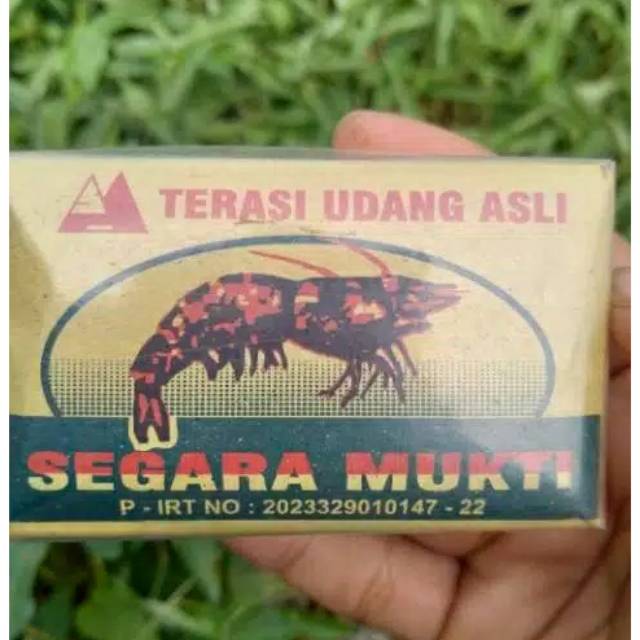 TERASI UDANG ASLI
SEGARA MUKTI
P - IRT NO : 2023329010147 - 22